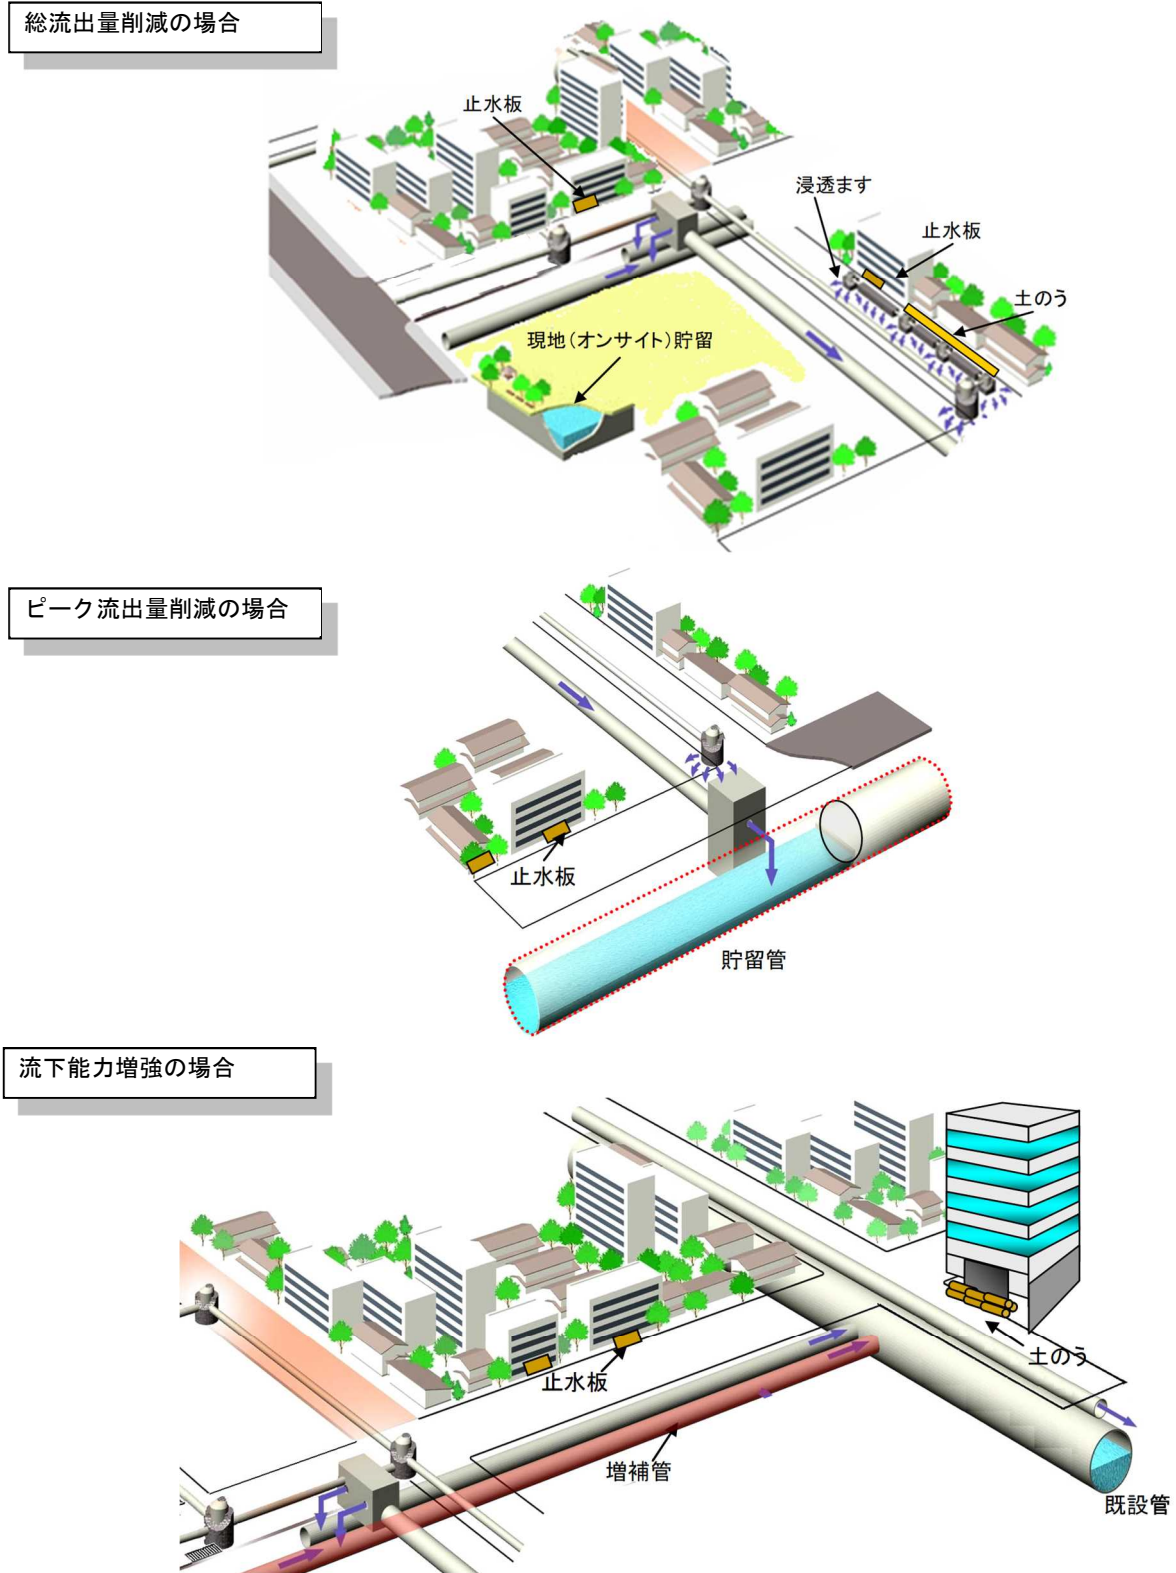 総流出量削減の場合
止水板
浸透ます
止水板
土のう
現地（オンサイト）貯留
ピーク流出量削減の場合
止水板
貯留管
流下能力増強の場合
土のう
止水板
増補管
既設管